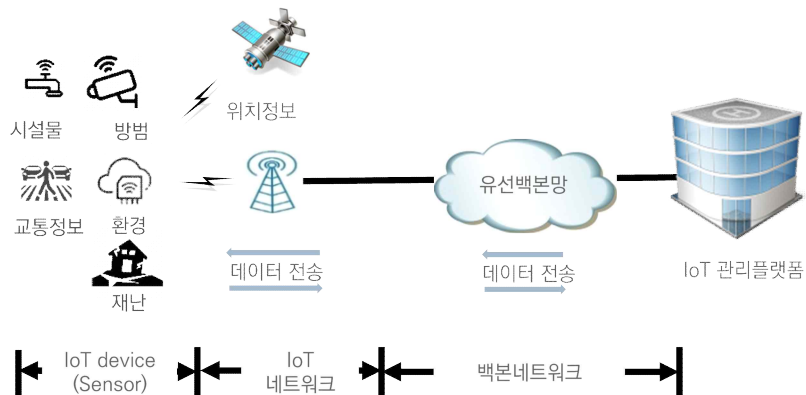 위치정보
시설물
방범
교통정보
환경
재난
유선백본망
데이터 전송
데이터 전송
IoT 관리플랫폼
IoT device
(Sensor)
IoT
네트워크
백본네트워크